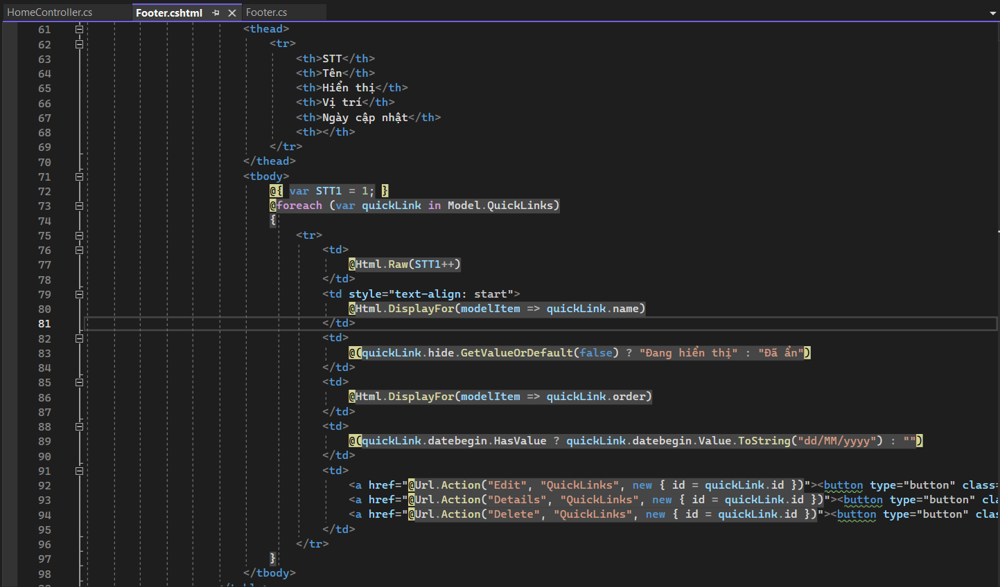 HomeController.cs Footer.cshtml Footer.cs
61 <thead>
62 <tr>
63 <th>STT</th>
64 <th>Tên</th>
65 <th>Hiển thị</th>
66 <th>Vị trí</th>
67 <th>Ngày cập nhật</th>
68 <th></th>
69 </tr>
70 </thead>
71 <tbody>
72 @{ var STT1 = 1; }
73 @foreach (var quickLink in Model.QuickLinks)
74 {
75 <tr>
76 <td>
77 @Html.Raw(STT1++)
78 </td>
79 <td style="text-align: start">
80 @Html.DisplayFor(modelItem => quickLink.name)
81 </td>
82 <td>
83 @(quickLink.hide.GetValueOrDefault(false) ? "Đang hiển thị" : "Đã ẩn")
84 </td>
85 <td>
86 @Html.DisplayFor(modelItem => quickLink.order)
87 </td>
88 <td>
89 @(quickLink.datebegin.HasValue ? quickLink.datebegin.Value.ToString("dd/MM/yyyy") : "")
90 </td>
91 <td>
92 <a href="@Url.Action("Edit", "QuickLinks", new { id = quickLink.id })"><button type="button" class=
93 <a href="@Url.Action("Details", "QuickLinks", new { id = quickLink.id })"><button type="button" cla
94 <a href="@Url.Action("Delete", "QuickLinks", new { id = quickLink.id })"><button type="button" clas
95 </td>
96 </tr>
97 }
98 </tbody>